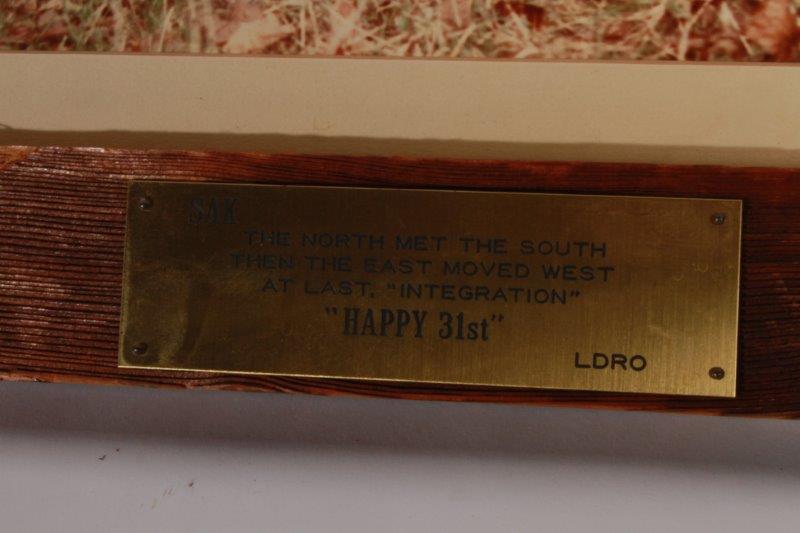 SAK
THE NORTH MET THE SOUTH
THEN THE EAST MOVED WEST
AT LAST, "INTEGRATION"
"HAPPY 31st"
LDRO